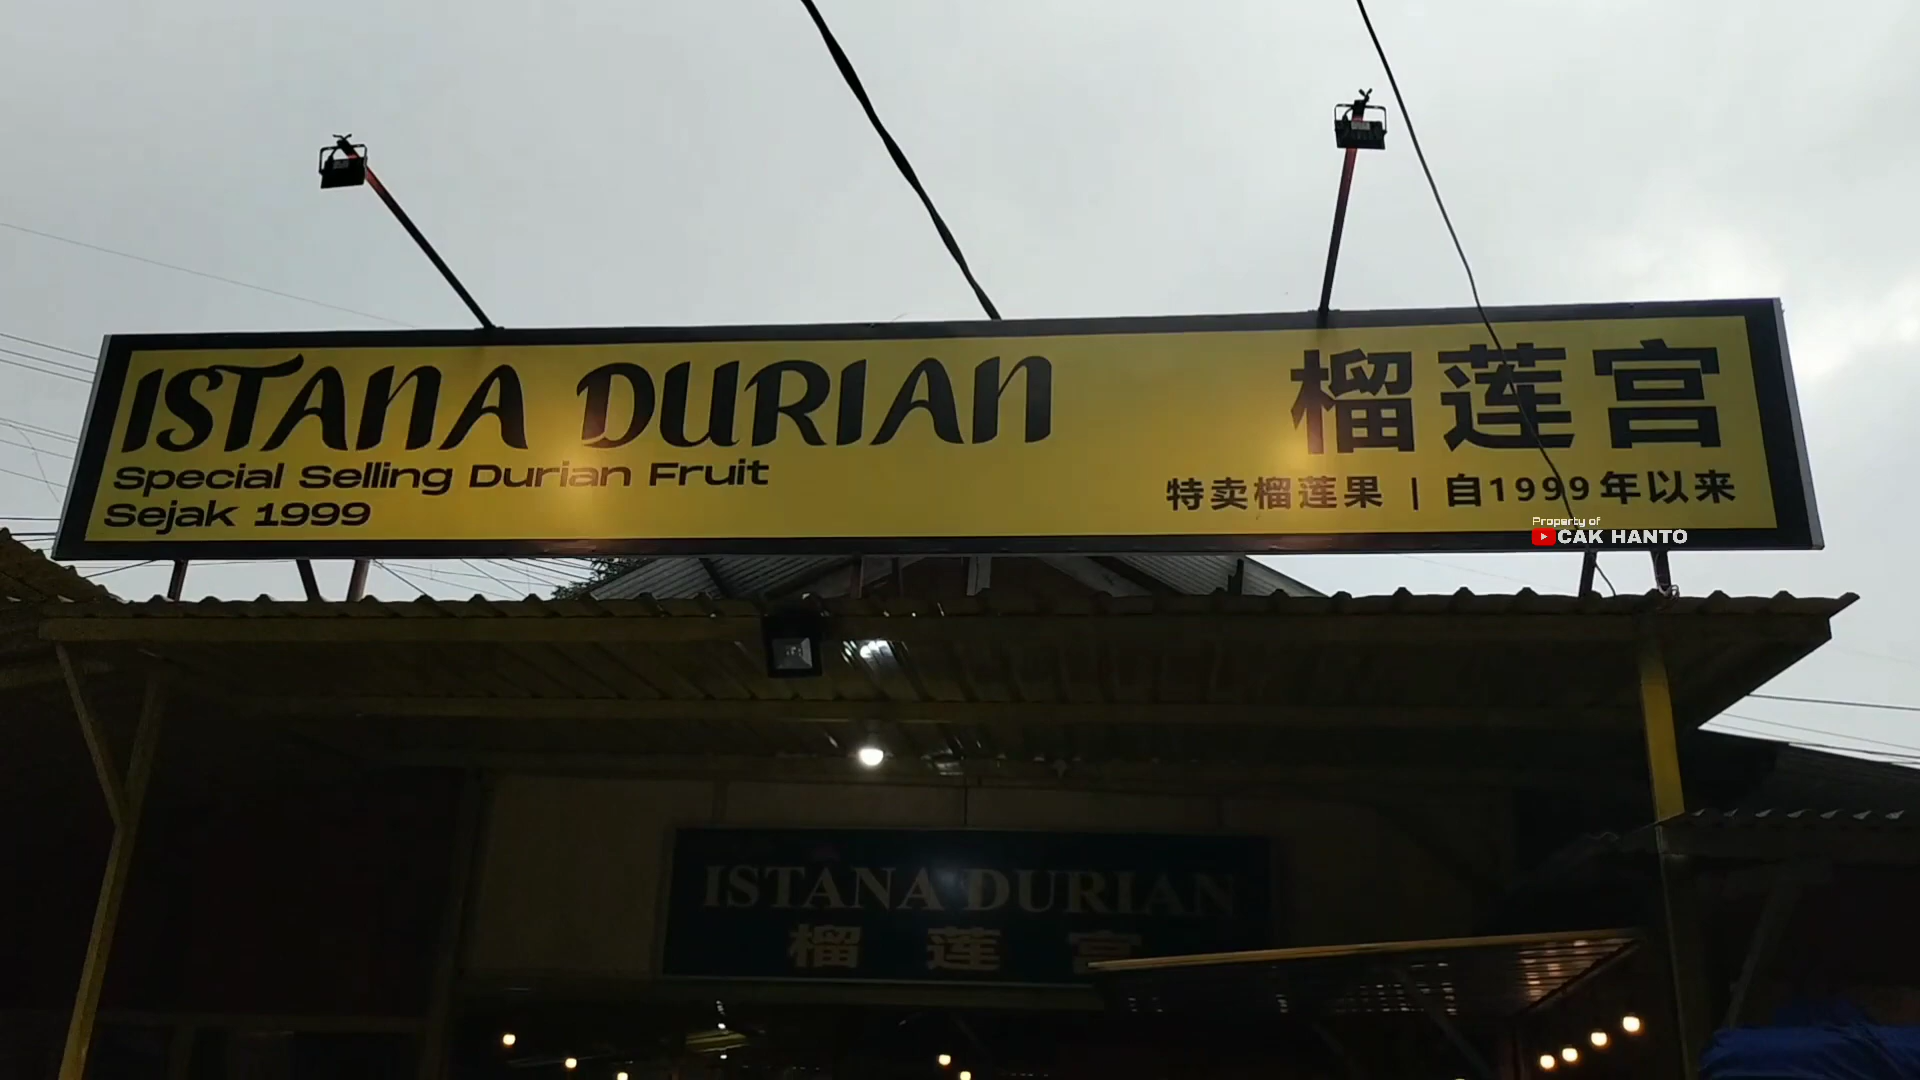 ISTANA DURIAN
榴莲宫
Special Selling Durian Fruit
Sejak 1999
特卖榴莲果 | 自1999年以来
Property of
CAK HANTO
ISTANA DURIAN
榴莲宫